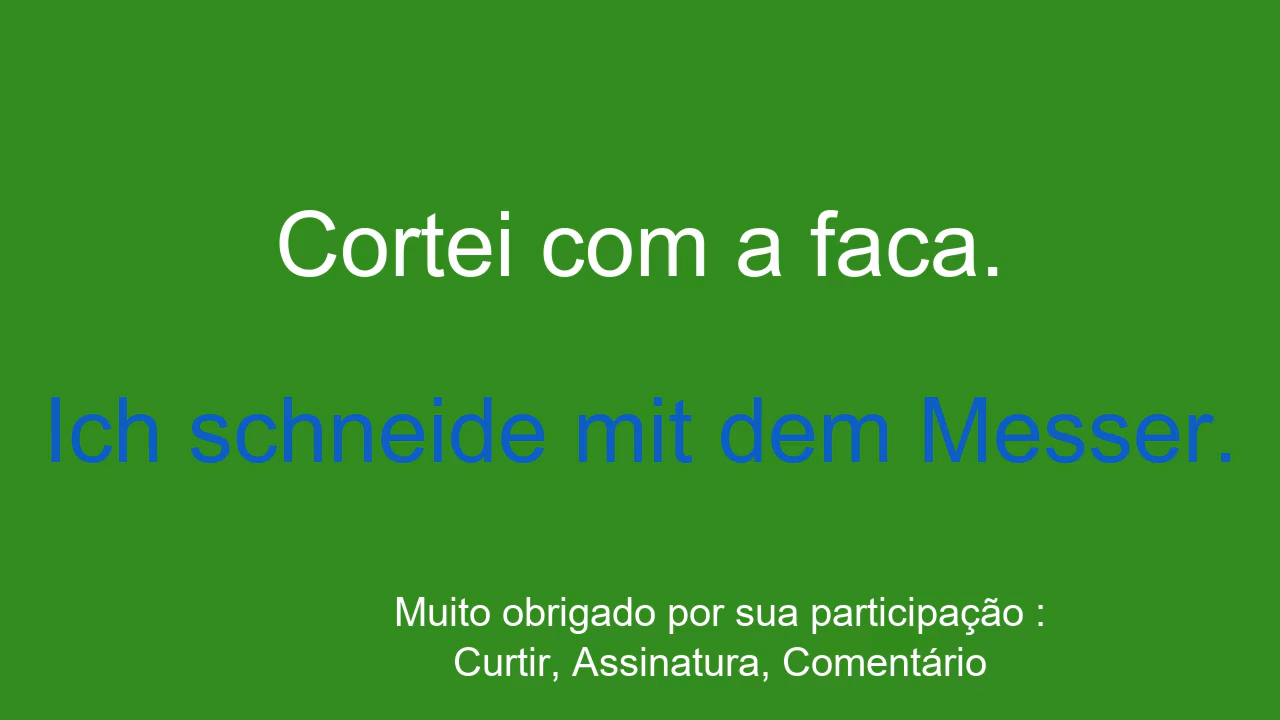 Cortei com a faca.
Ich schneide mit dem Messer.
Muito obrigado por sua participação :
Curtir, Assinatura, Comentário